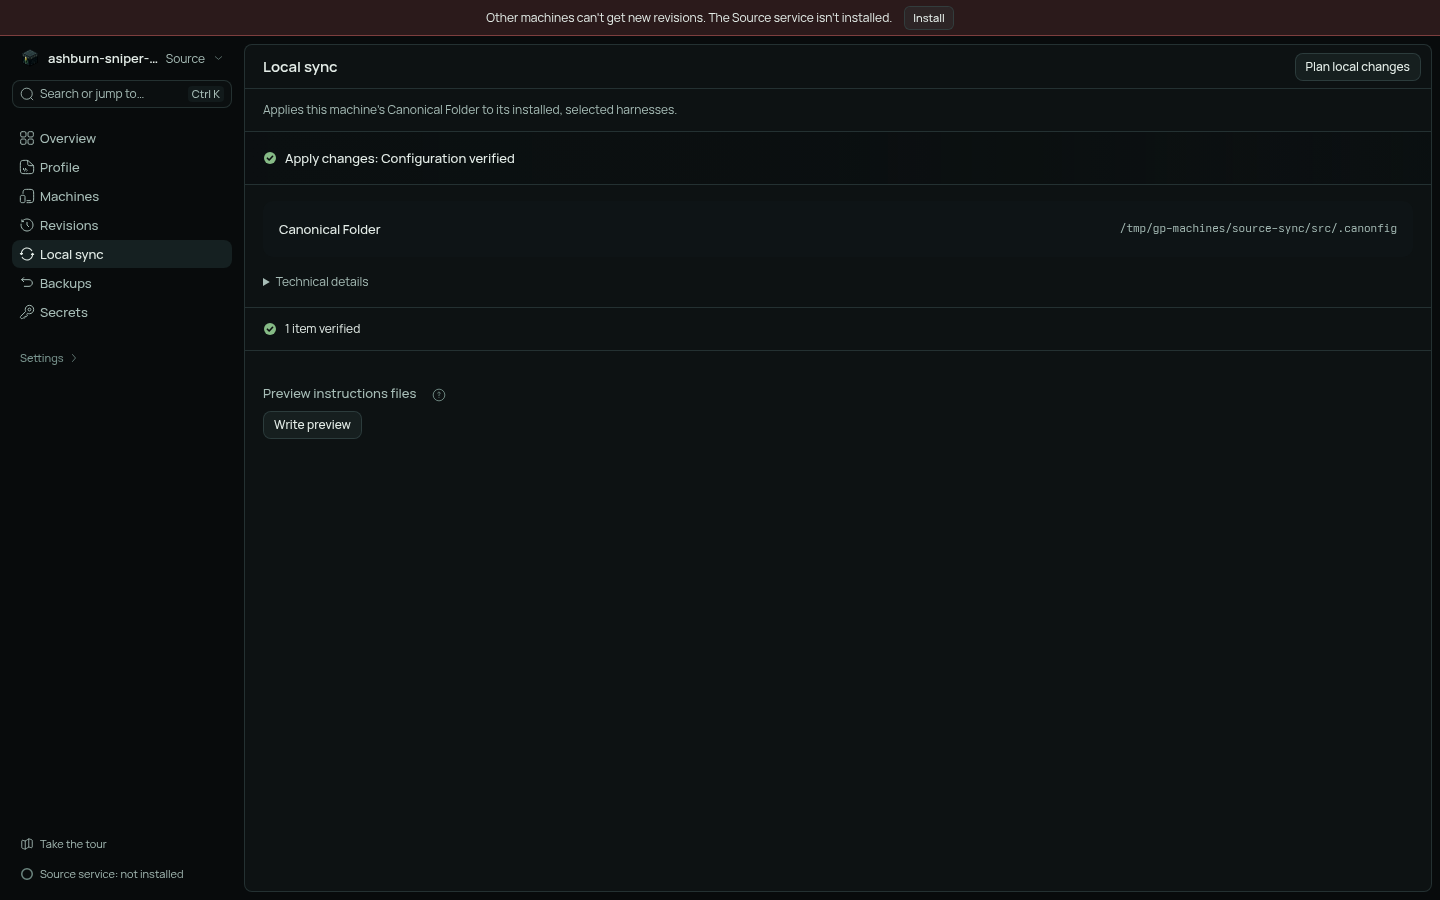 Other machines can't get new revisions. The Source service isn't installed.
Install
ashburn-sniper-... Source
Search or jump to... Ctrl K
Overview
Profile
Machines
Revisions
Local sync
Backups
Secrets
Settings
Take the tour
Source service: not installed
Local sync
Plan local changes
Applies this machine's Canonical Folder to its installed, selected harnesses.
Apply changes: Configuration verified
Canonical Folder /tmp/gp-machines/source-sync/src/.canonfig
Technical details
1 item verified
Preview instructions files ?
Write preview